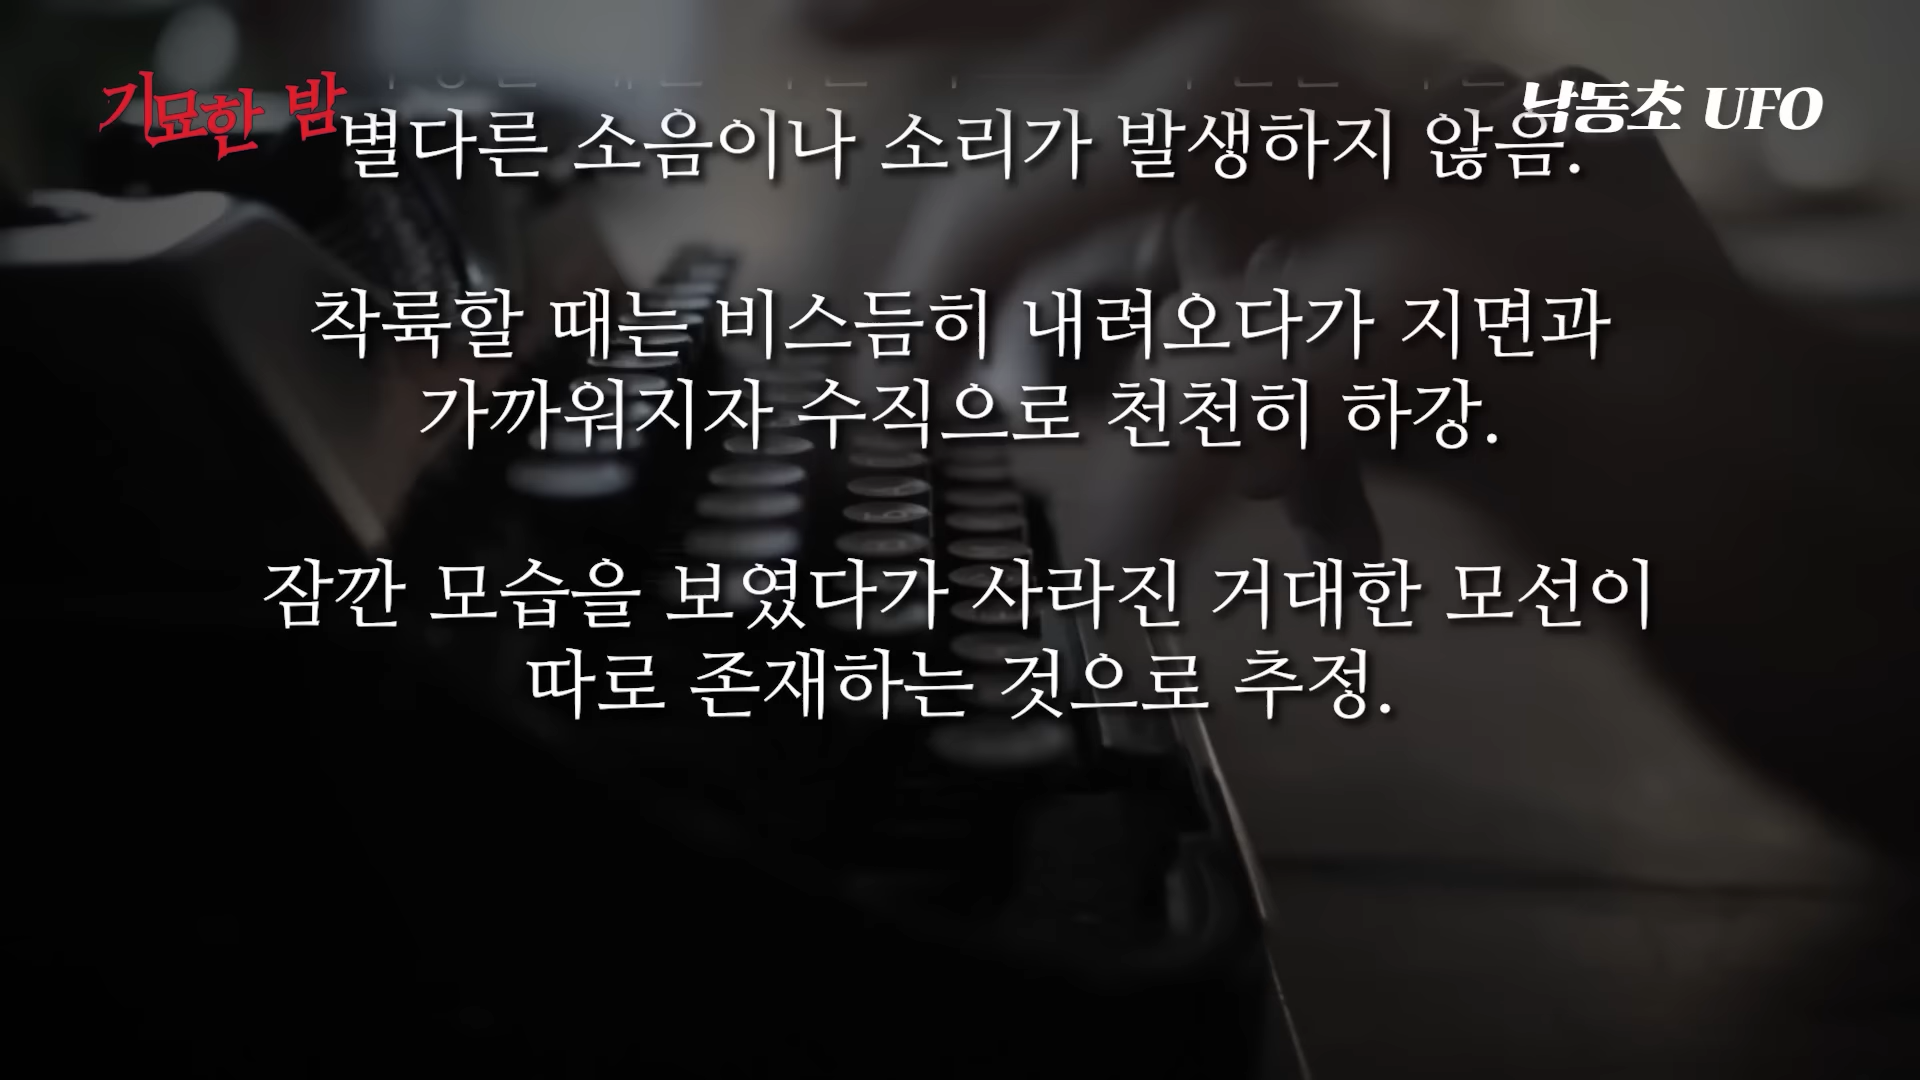 기묘한 밤
낙동초 UFO
별다른 소음이나 소리가 발생하지 않음.
착륙할 때는 비스듬히 내려오다가 지면과
가까워지자 수직으로 천천히 하강.
잠깐 모습을 보였다가 사라진 거대한 모선이
따로 존재하는 것으로 추정.